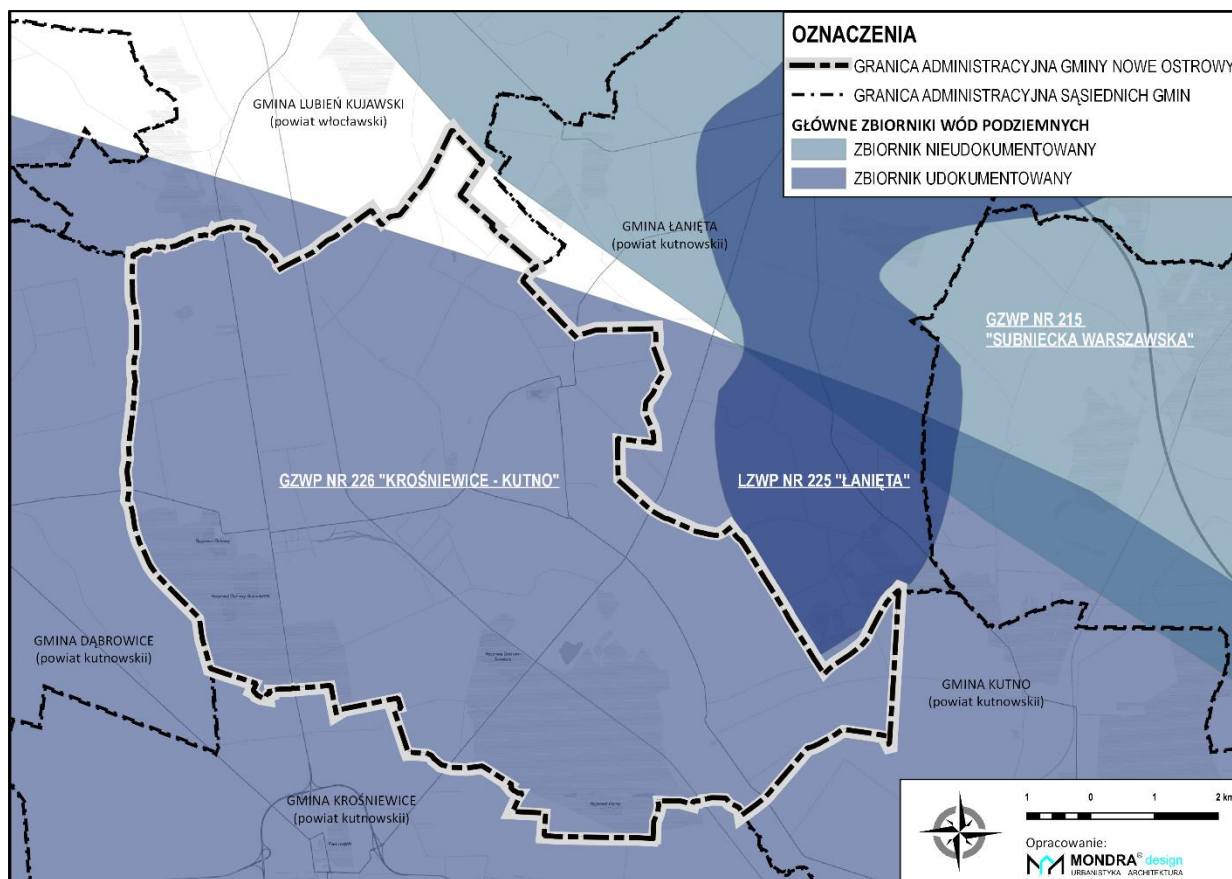 OZNACZENIA
GRANICA ADMINISTRACYJNA GMINY NOWE OSTROWY
GRANICA ADMINISTRACYJNA SĄSIEDNICH GMIN
GŁÓWNE ZBIORNIKI WÓD PODZIEMNYCH
ZBIORNIK NIEUDOKUMENTOWANY
ZBIORNIK UDOKUMENTOWANY
GMINA LUBIEŃ KUJAWSKI
(powiat włocławski)
GMINA ŁANIĘTA
(powiat kutnowskii)
GZWP NR 215
"SUBNIECKA WARSZAWSKA"
GZWP NR 226 "KROŚNIEWICE - KUTNO"
LZWP NR 225 "ŁANIĘTA"
GMINA DĄBROWICE
(powiat kutnowskii)
GMINA KUTNO
(powiat kutnowskii)
GMINA KROŚNIEWICE
(powiat kutnowskii)
1 0 1 2 km
Opracowanie:
MONDRA® design
URBANISTYKA ARCHITEKTURA